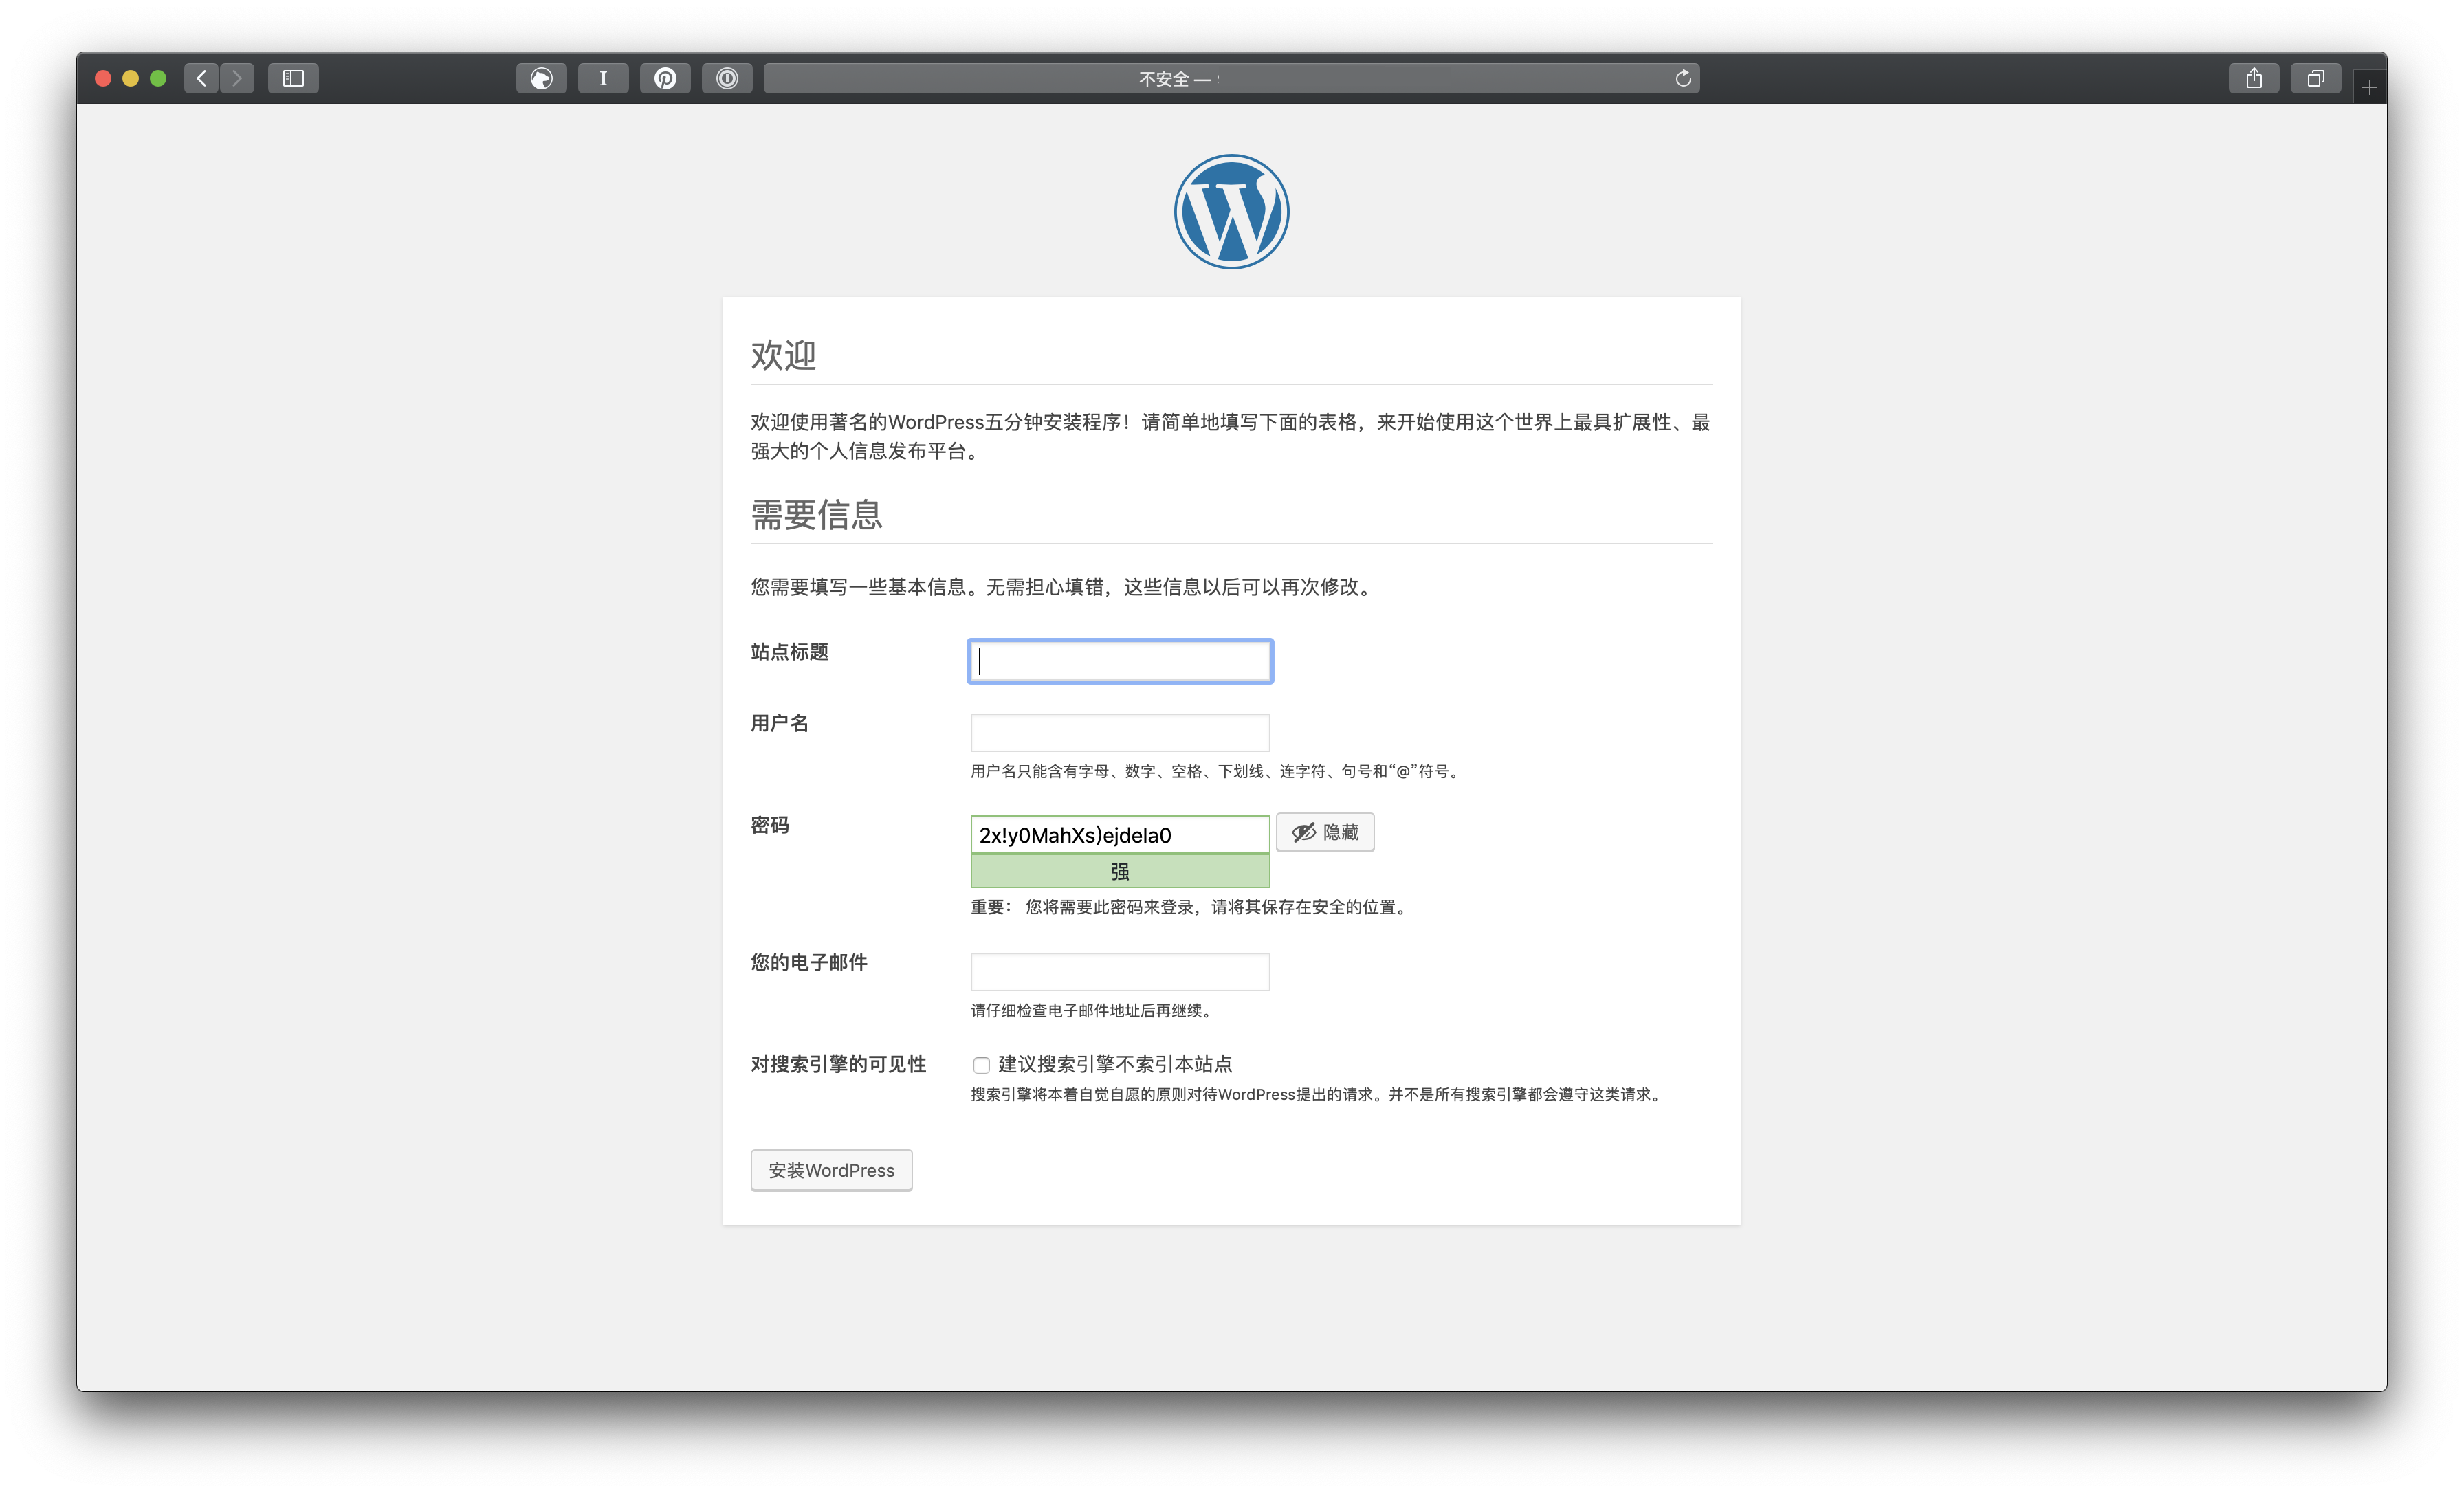 不安全 —
欢迎
欢迎使用著名的WordPress五分钟安装程序！请简单地填写下面的表格，来开始使用这个世界上最具扩展性、最
强大的个人信息发布平台。
需要信息
您需要填写一些基本信息。无需担心填错，这些信息以后可以再次修改。
站点标题
用户名
用户名只能含有字母、数字、空格、下划线、连字符、句号和“@”符号。
密码
2x!y0MahXs)ejdela0 隐藏
强
重要： 您将需要此密码来登录，请将其保存在安全的位置。
您的电子邮件
请仔细检查电子邮件地址后再继续。
对搜索引擎的可见性 建议搜索引擎不索引本站点
搜索引擎将本着自觉自愿的原则对待WordPress提出的请求。并不是所有搜索引擎都会遵守这类请求。
安装WordPress